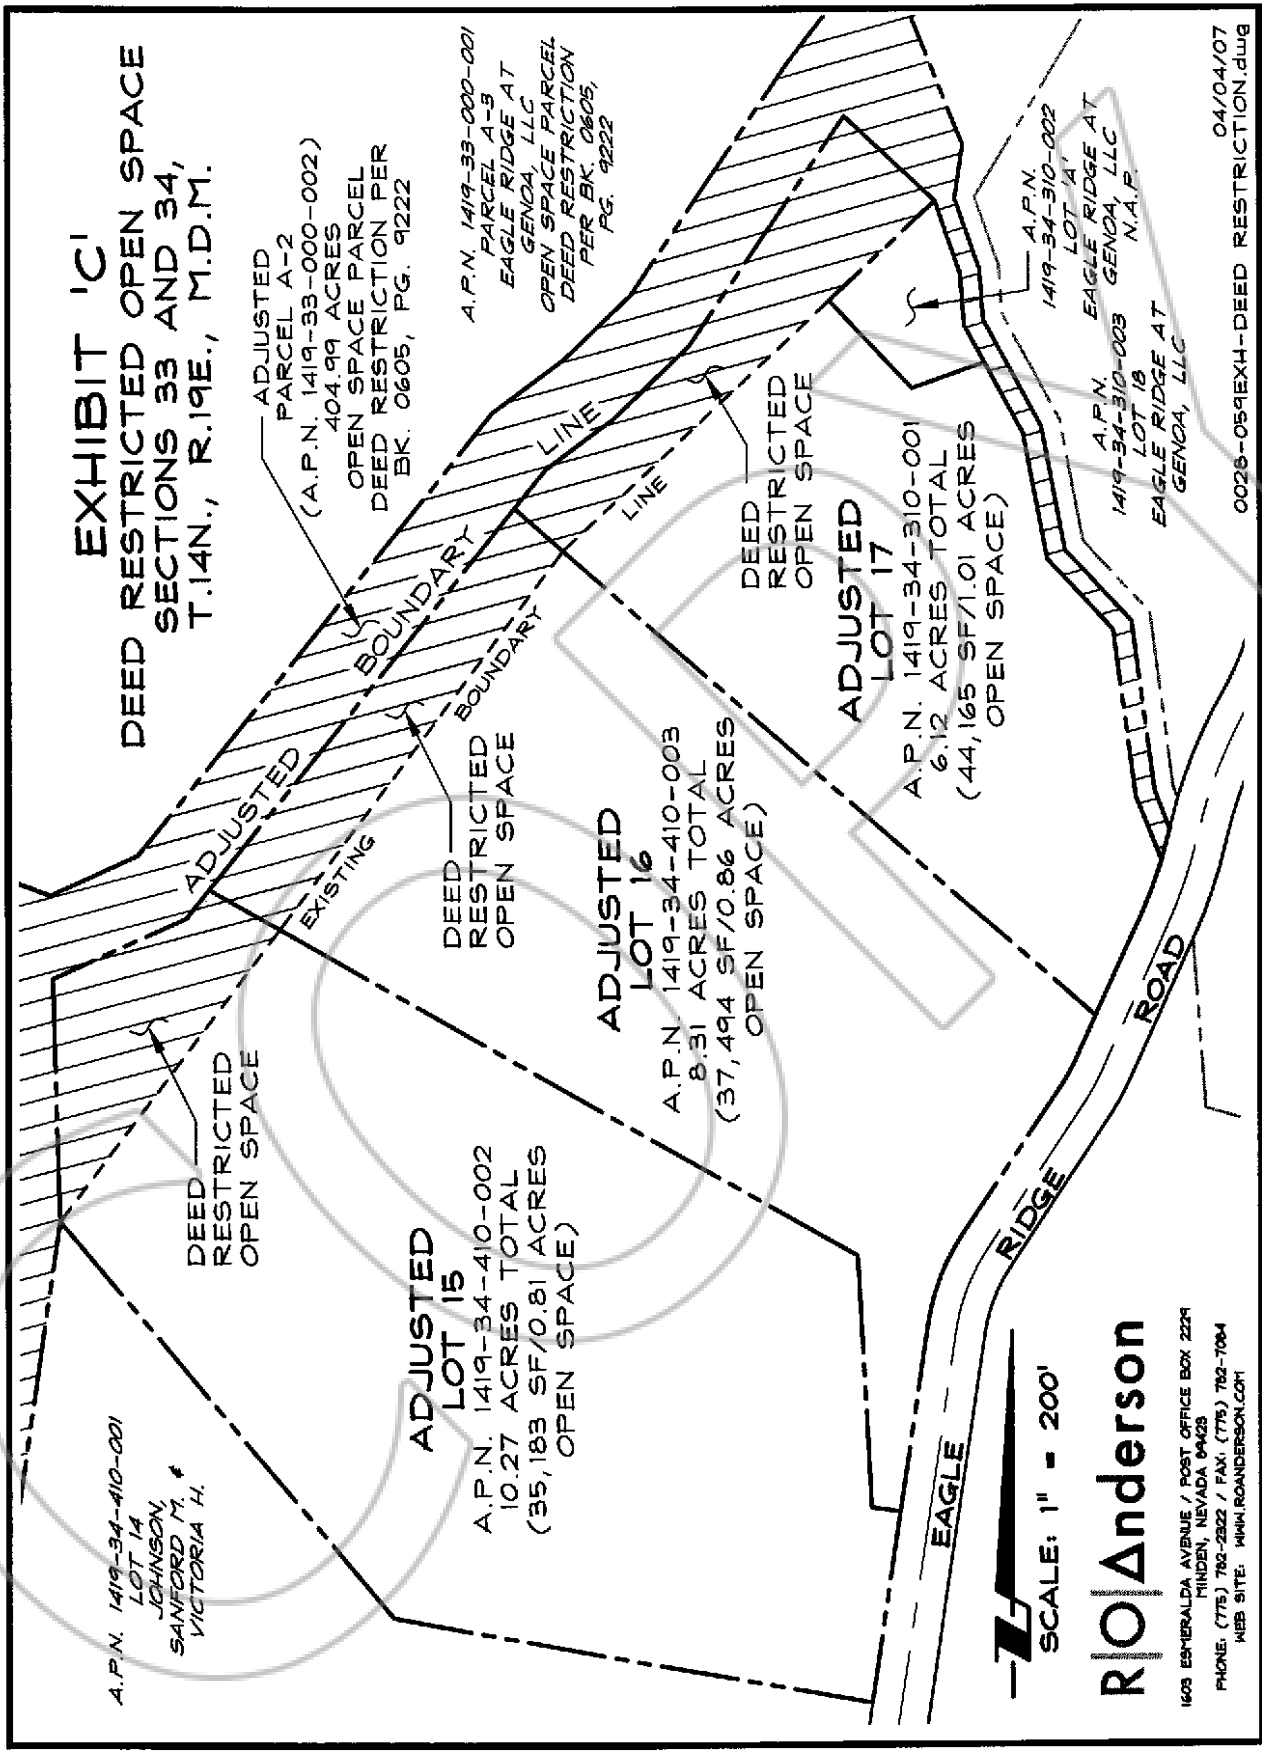 EXHIBIT 'C'
DEED RESTRICTED OPEN SPACE
SECTIONS 33 AND 34,
T.14N., R.19E., M.D.M.
ADJUSTED
PARCEL A-2
(A.P.N. 1419-33-000-002)
404.99 ACRES
OPEN SPACE PARCEL
DEED RESTRICTION PER
BK. 0605, PG. 9222
A.P.N. 1419-33-000-001
PARCEL A-3
EAGLE RIDGE AT
GENOA, LLC
OPEN SPACE PARCEL
DEED RESTRICTION
PER BK. 0605,
PG. 9222
ADJUSTED BOUNDARY LINE
EXISTING BOUNDARY LINE
DEED
RESTRICTED
OPEN SPACE
DEED
RESTRICTED
OPEN SPACE
DEED
RESTRICTED
OPEN SPACE
A.P.N. 1419-34-410-001
LOT 14
JOHNSON,
SANFORD M. &
VICTORIA H.
ADJUSTED
LOT 15
A.P.N. 1419-34-410-002
10.27 ACRES TOTAL
(35,183 SF/0.81 ACRES
OPEN SPACE)
ADJUSTED
LOT 16
A.P.N. 1419-34-410-003
8.31 ACRES TOTAL
(37,494 SF/0.86 ACRES
OPEN SPACE)
ADJUSTED
LOT 17
A.P.N. 1419-34-310-001
6.12 ACRES TOTAL
(44,165 SF/1.01 ACRES
OPEN SPACE)
A.P.N.
1419-34-310-002
LOT 'A'
EAGLE RIDGE AT
GENOA, LLC
N.A.P.
A.P.N.
1419-34-310-003
LOT 18
EAGLE RIDGE AT
GENOA, LLC
EAGLE RIDGE ROAD
SCALE: 1" = 200'
R|O|Anderson
1603 ESMERALDA AVENUE / POST OFFICE BOX 2229
MINDEN, NEVADA 89423
PHONE: (775) 782-2322 / FAX: (775) 782-7084
WEB SITE: WWW.ROANDERSON.COM
04/04/07
0028-059EXH-DEED RESTRICTION.dwg
COPY